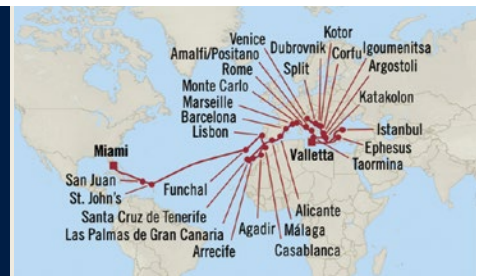 Venice
Kotor
Dubrovnik
Igoumenitsa
Amalfi/Positano
Corfu
Rome
Split
Argostoli
Monte Carlo
Katakolon
Marseille
Barcelona
Istanbul
Lisbon
Ephesus
Miami
Valletta
Taormina
San Juan
Funchal
St. John's
Alicante
Santa Cruz de Tenerife
Agadir
Málaga
Las Palmas de Gran Canaria
Casablanca
Arrecife